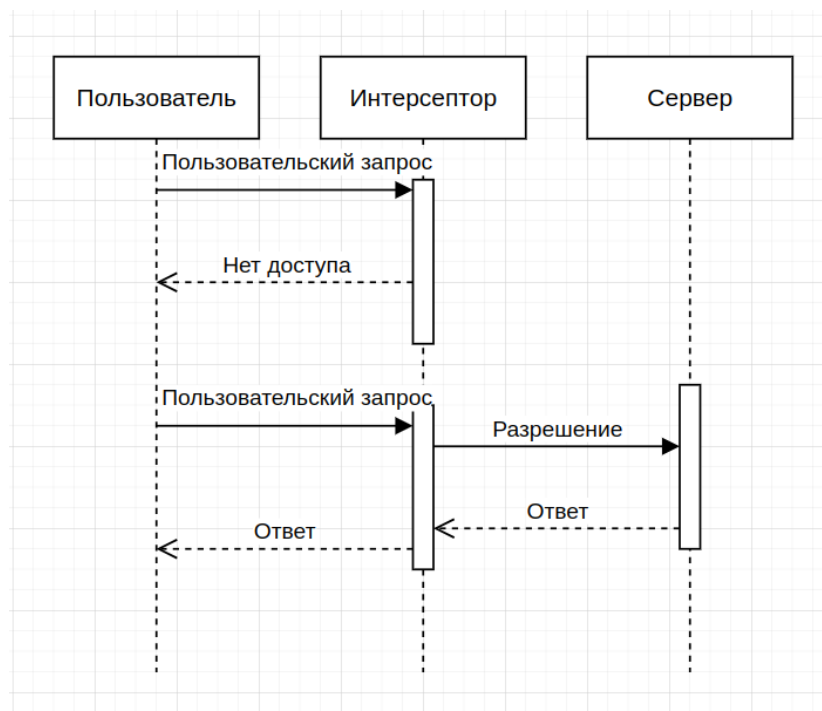 Пользователь
Интерсептор
Сервер
Пользовательский запрос
Нет доступа
Пользовательский запрос
Разрешение
Ответ
Ответ